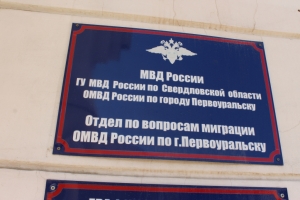 МВД РОССИИ
ГУ МВД РОССИИ по Свердловской области
ОМВД РОССИИ по городу Первоуральску
Отдел по вопросам миграции
ОМВД РОССИИ по г.Первоуральску